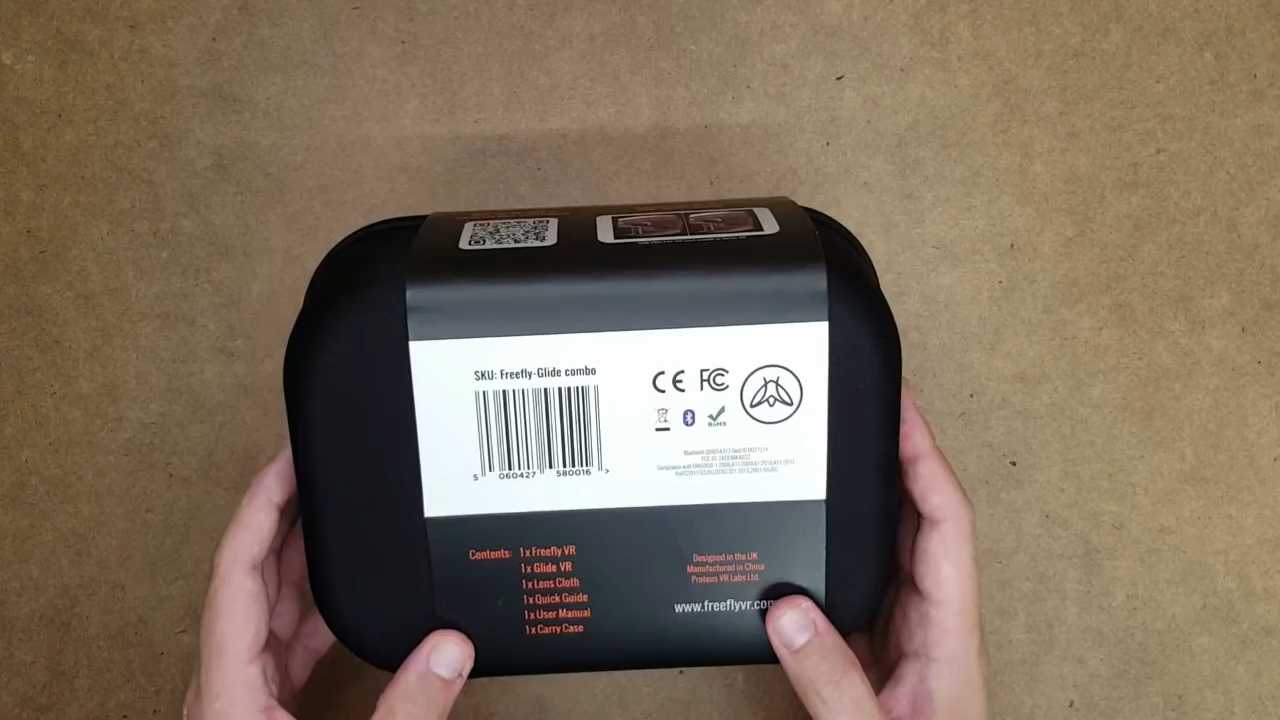 SKU: Freefly-Glide combo
5 060427 580016 >
CE FC
RoHS
Contents: 1 x Freefly VR
1 x Glide VR
1 x Lens Cloth
1 x Quick Guide
1 x User Manual
1 x Carry Case
Designed in the UK
Manufactured in China
Proteus VR Labs Ltd.
www.freeflyvr.com